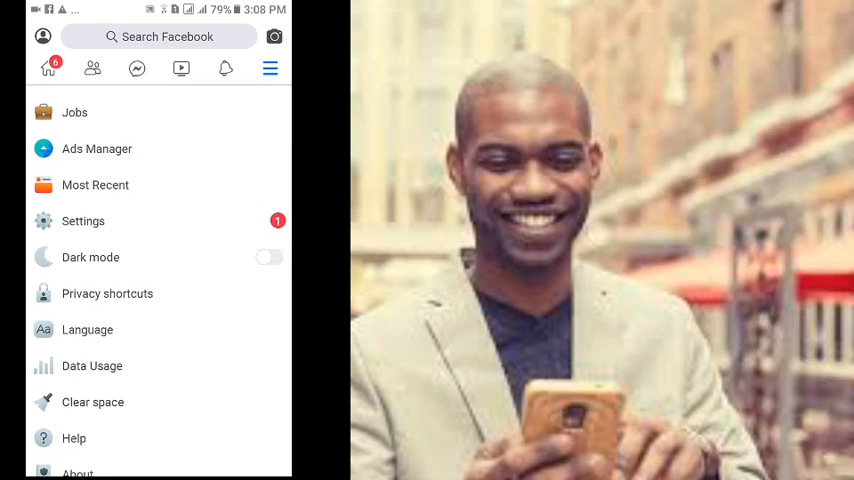 ... 79% 3:08 PM
Search Facebook
6
Jobs
Ads Manager
Most Recent
Settings 1
Dark mode
Privacy shortcuts
Aa Language
Data Usage
Clear space
? Help
About